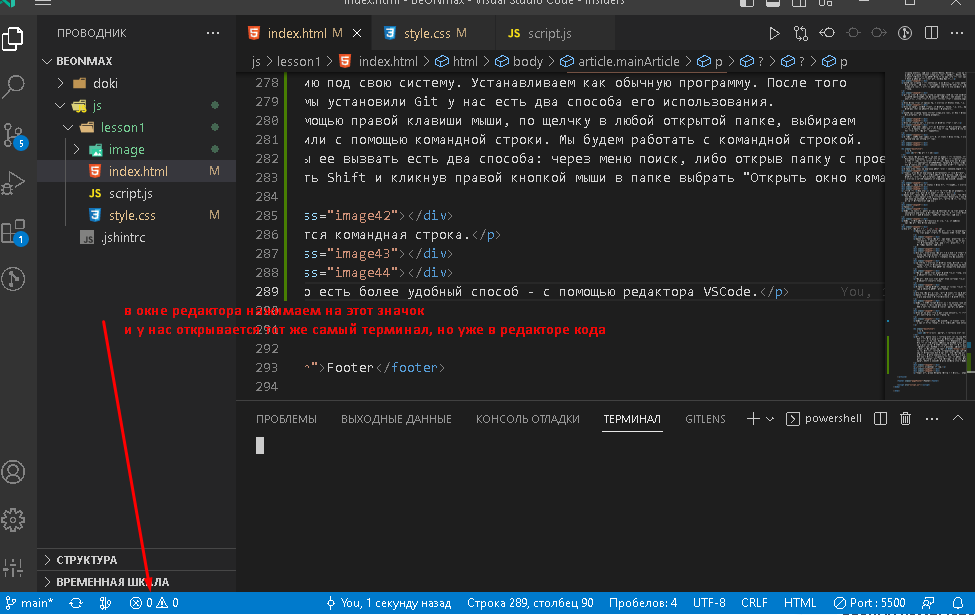 index.html - BeONmax - Visual Studio Code - Insiders
ПРОВОДНИК
BEONMAX
doki
js
lesson1
image
index.html M
JS script.js
style.css M
JS .jshintrc
5
1
СТРУКТУРА
ВРЕМЕННАЯ ШКАЛА
index.html M
style.css M
JS script.js
js > lesson1 > index.html > html > body > article.mainArticle > p > ? > ? > p
278 ию под свою систему. Устанавливаем как обычную программу. После того
279 мы установили Git у нас есть два способа его использования.
280 мощью правой клавиши мыши, по щелчку в любой открытой папке, выбираем
281 или с помощью командной строки. Мы будем работать с командной строкой.
282 ы ее вызвать есть два способа: через меню поиск, либо открыв папку с прое
283 ть Shift и кликнув правой кнопкой мыши в папке выбрать "Открыть окно кома
284
285 ss="image42"></div>
286 тся командная строка.</p>
287 ss="image43"></div>
288 ss="image44"></div>
289 о есть более удобный способ - с помощью редактора VSCode.</p> You,
290
291
292
293 ">Footer</footer>
294
в окне редактора нажимаем на этот значок
и у нас открывается тот же самый терминал, но уже в редакторе кода
ПРОБЛЕМЫ ВЫХОДНЫЕ ДАННЫЕ КОНСОЛЬ ОТЛАДКИ ТЕРМИНАЛ GITLENS
powershell
main* 0 0 You, 1 секунду назад Строка 289, столбец 90 Пробелов: 4 UTF-8 CRLF HTML Port : 5500